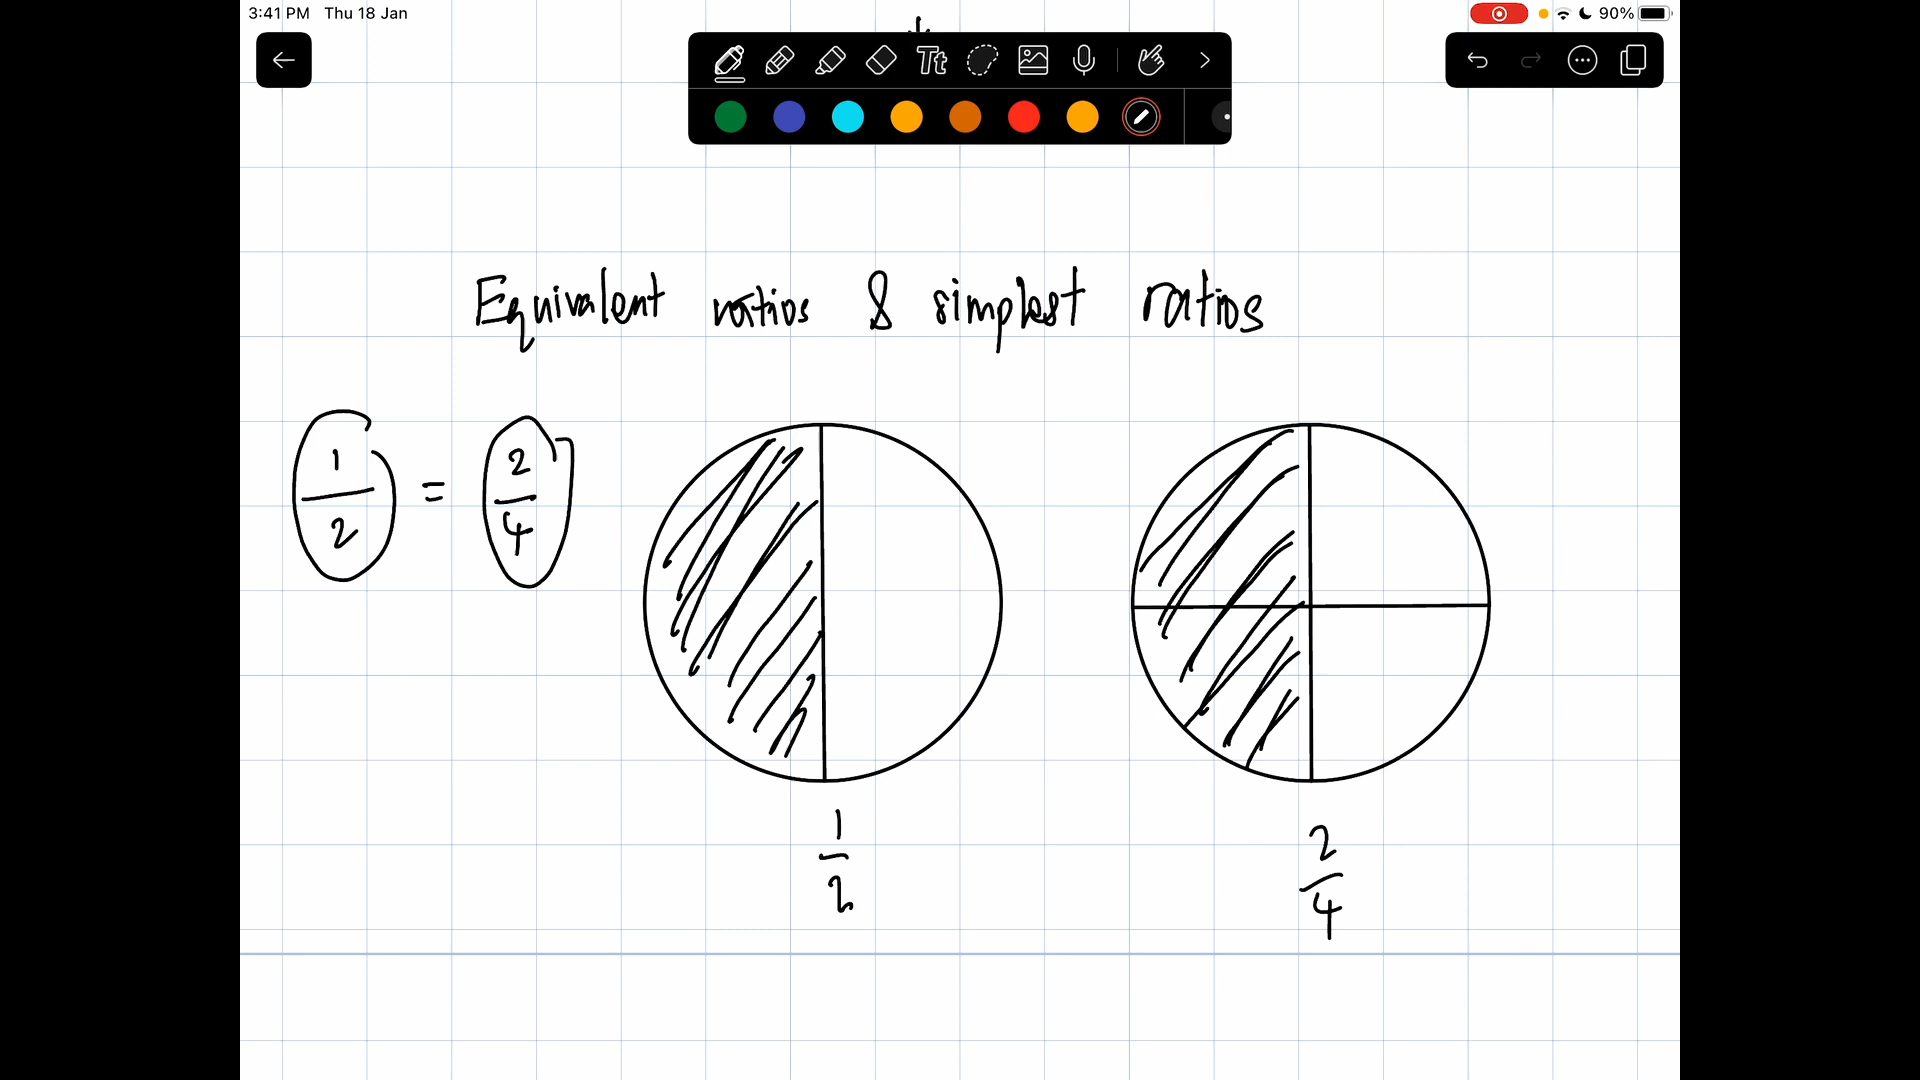 3:41 PM Thu 18 Jan
90%
Tt
Equivalent ratios & simplest ratios
1/2 = 2/4
1/2
2/4